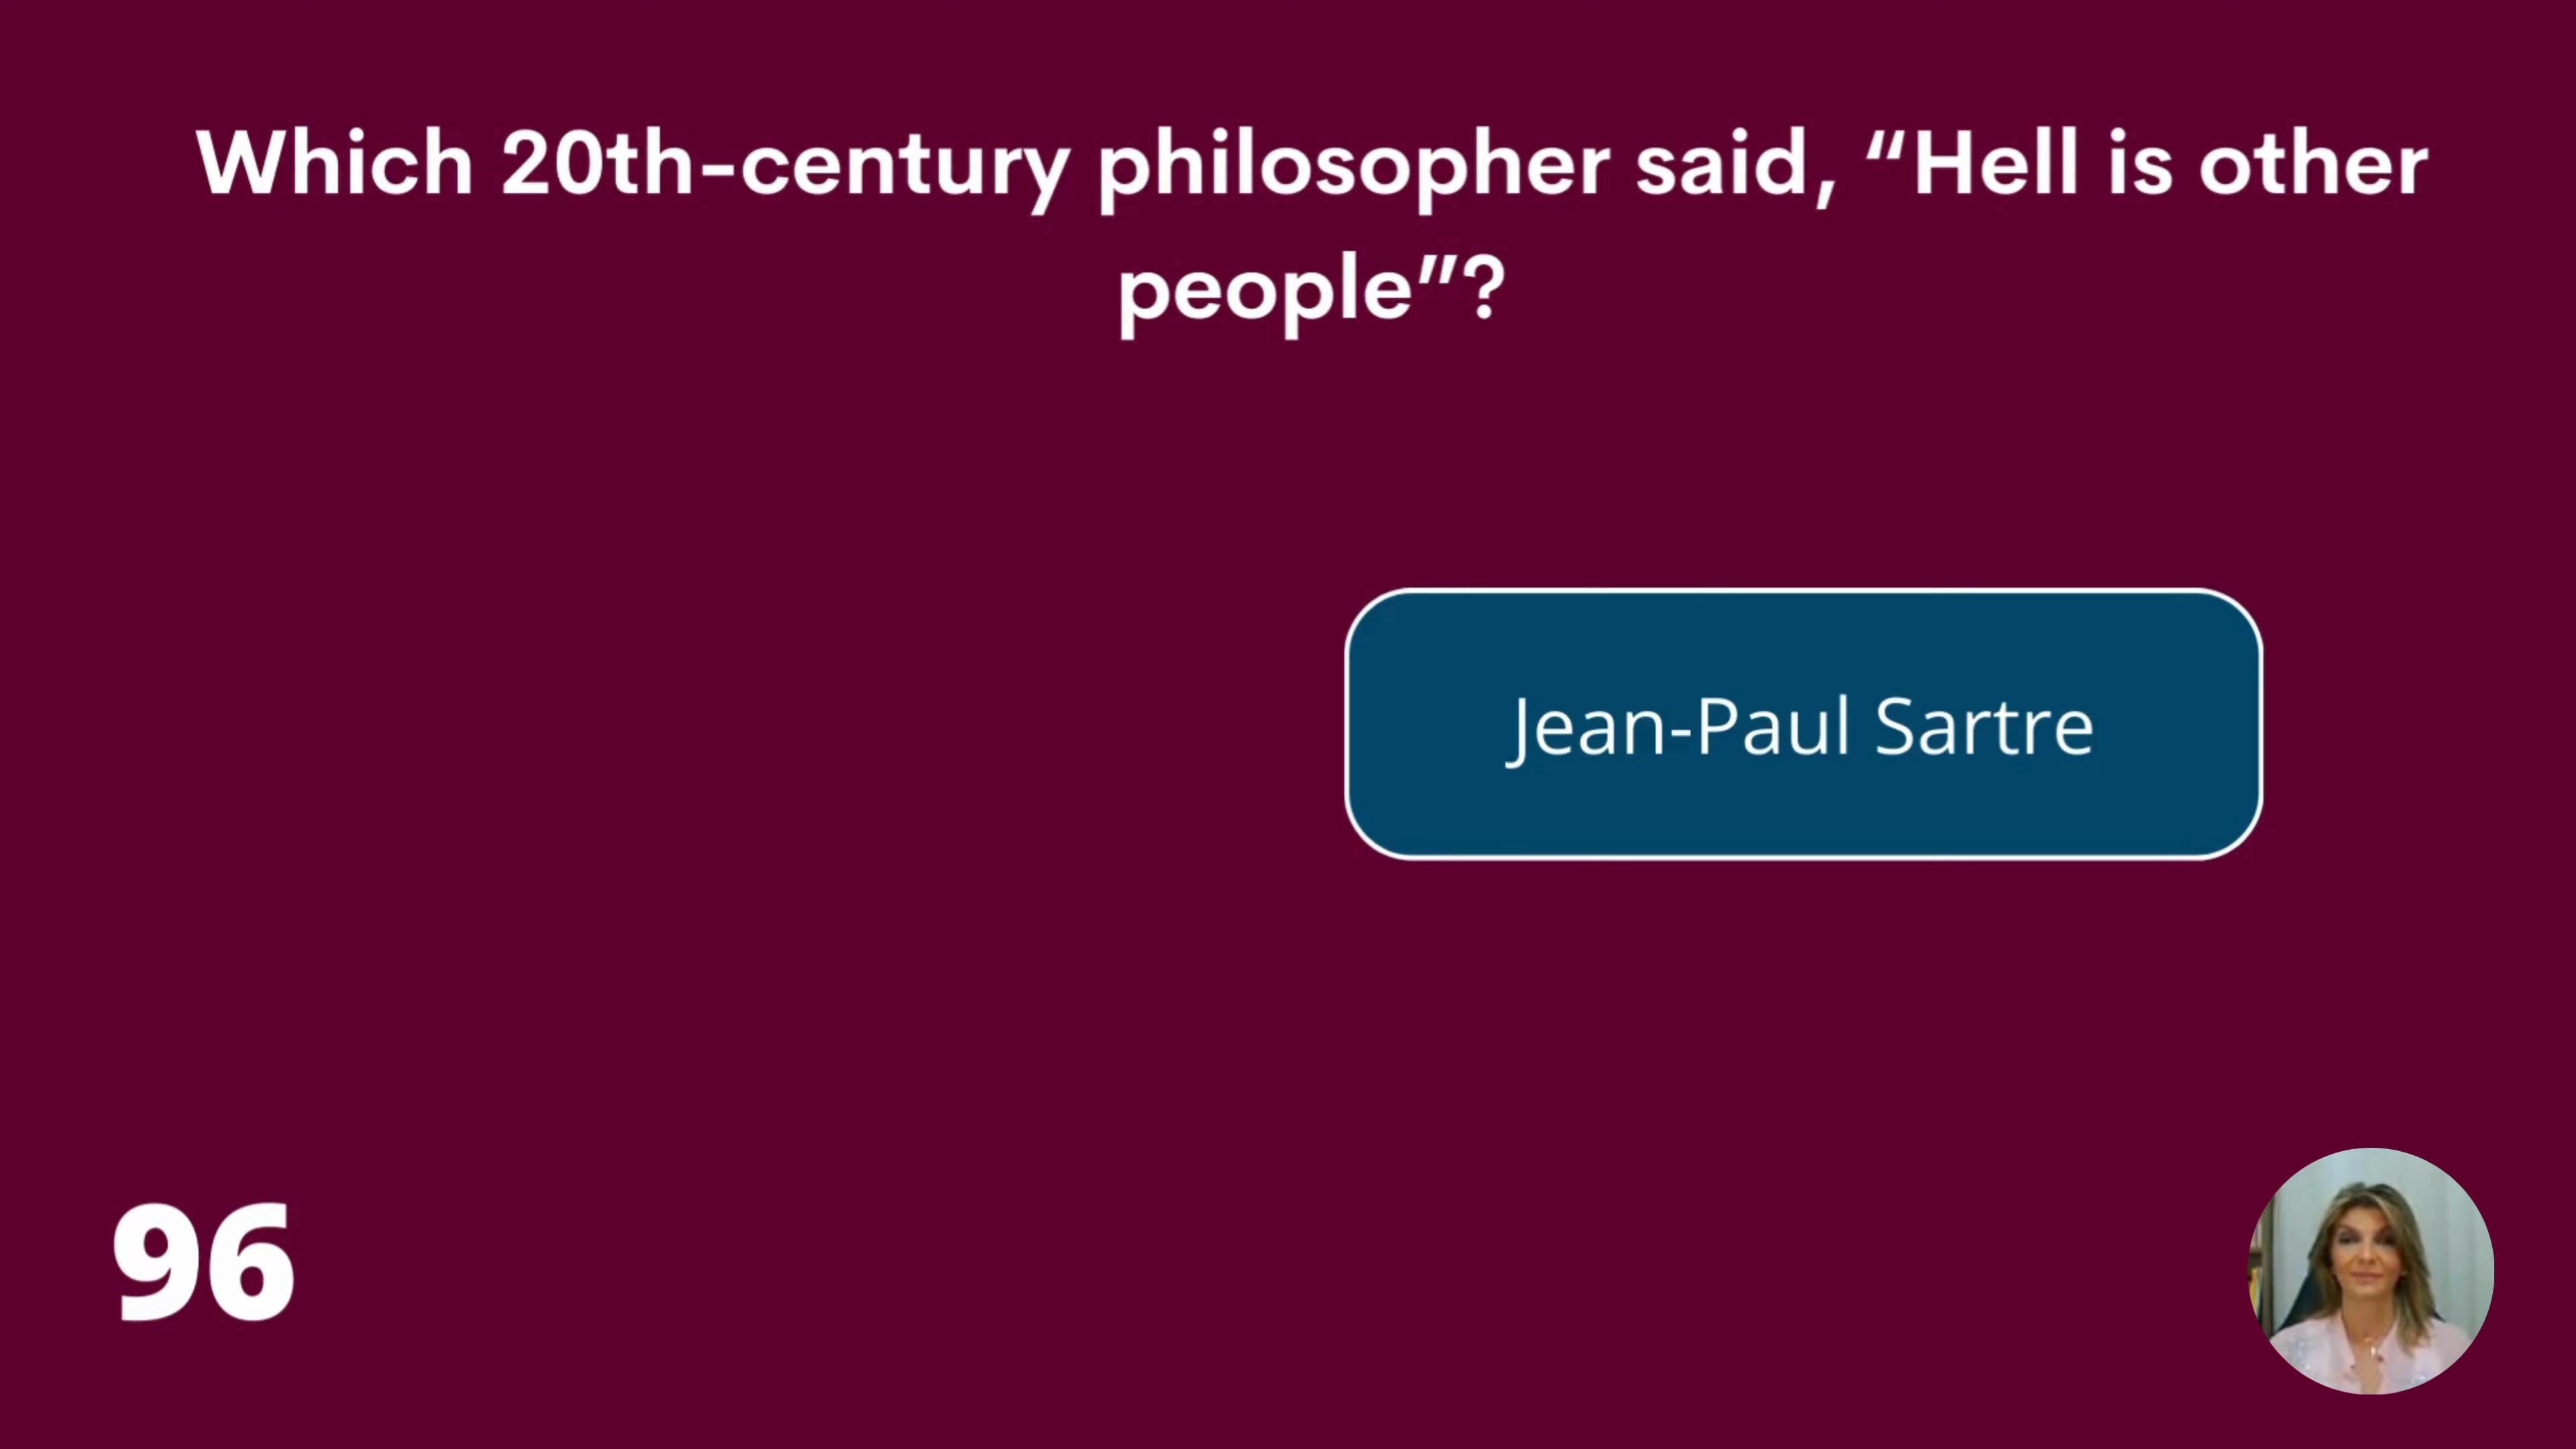 Which 20th-century philosopher said, “Hell is other
people”?
Jean-Paul Sartre
96